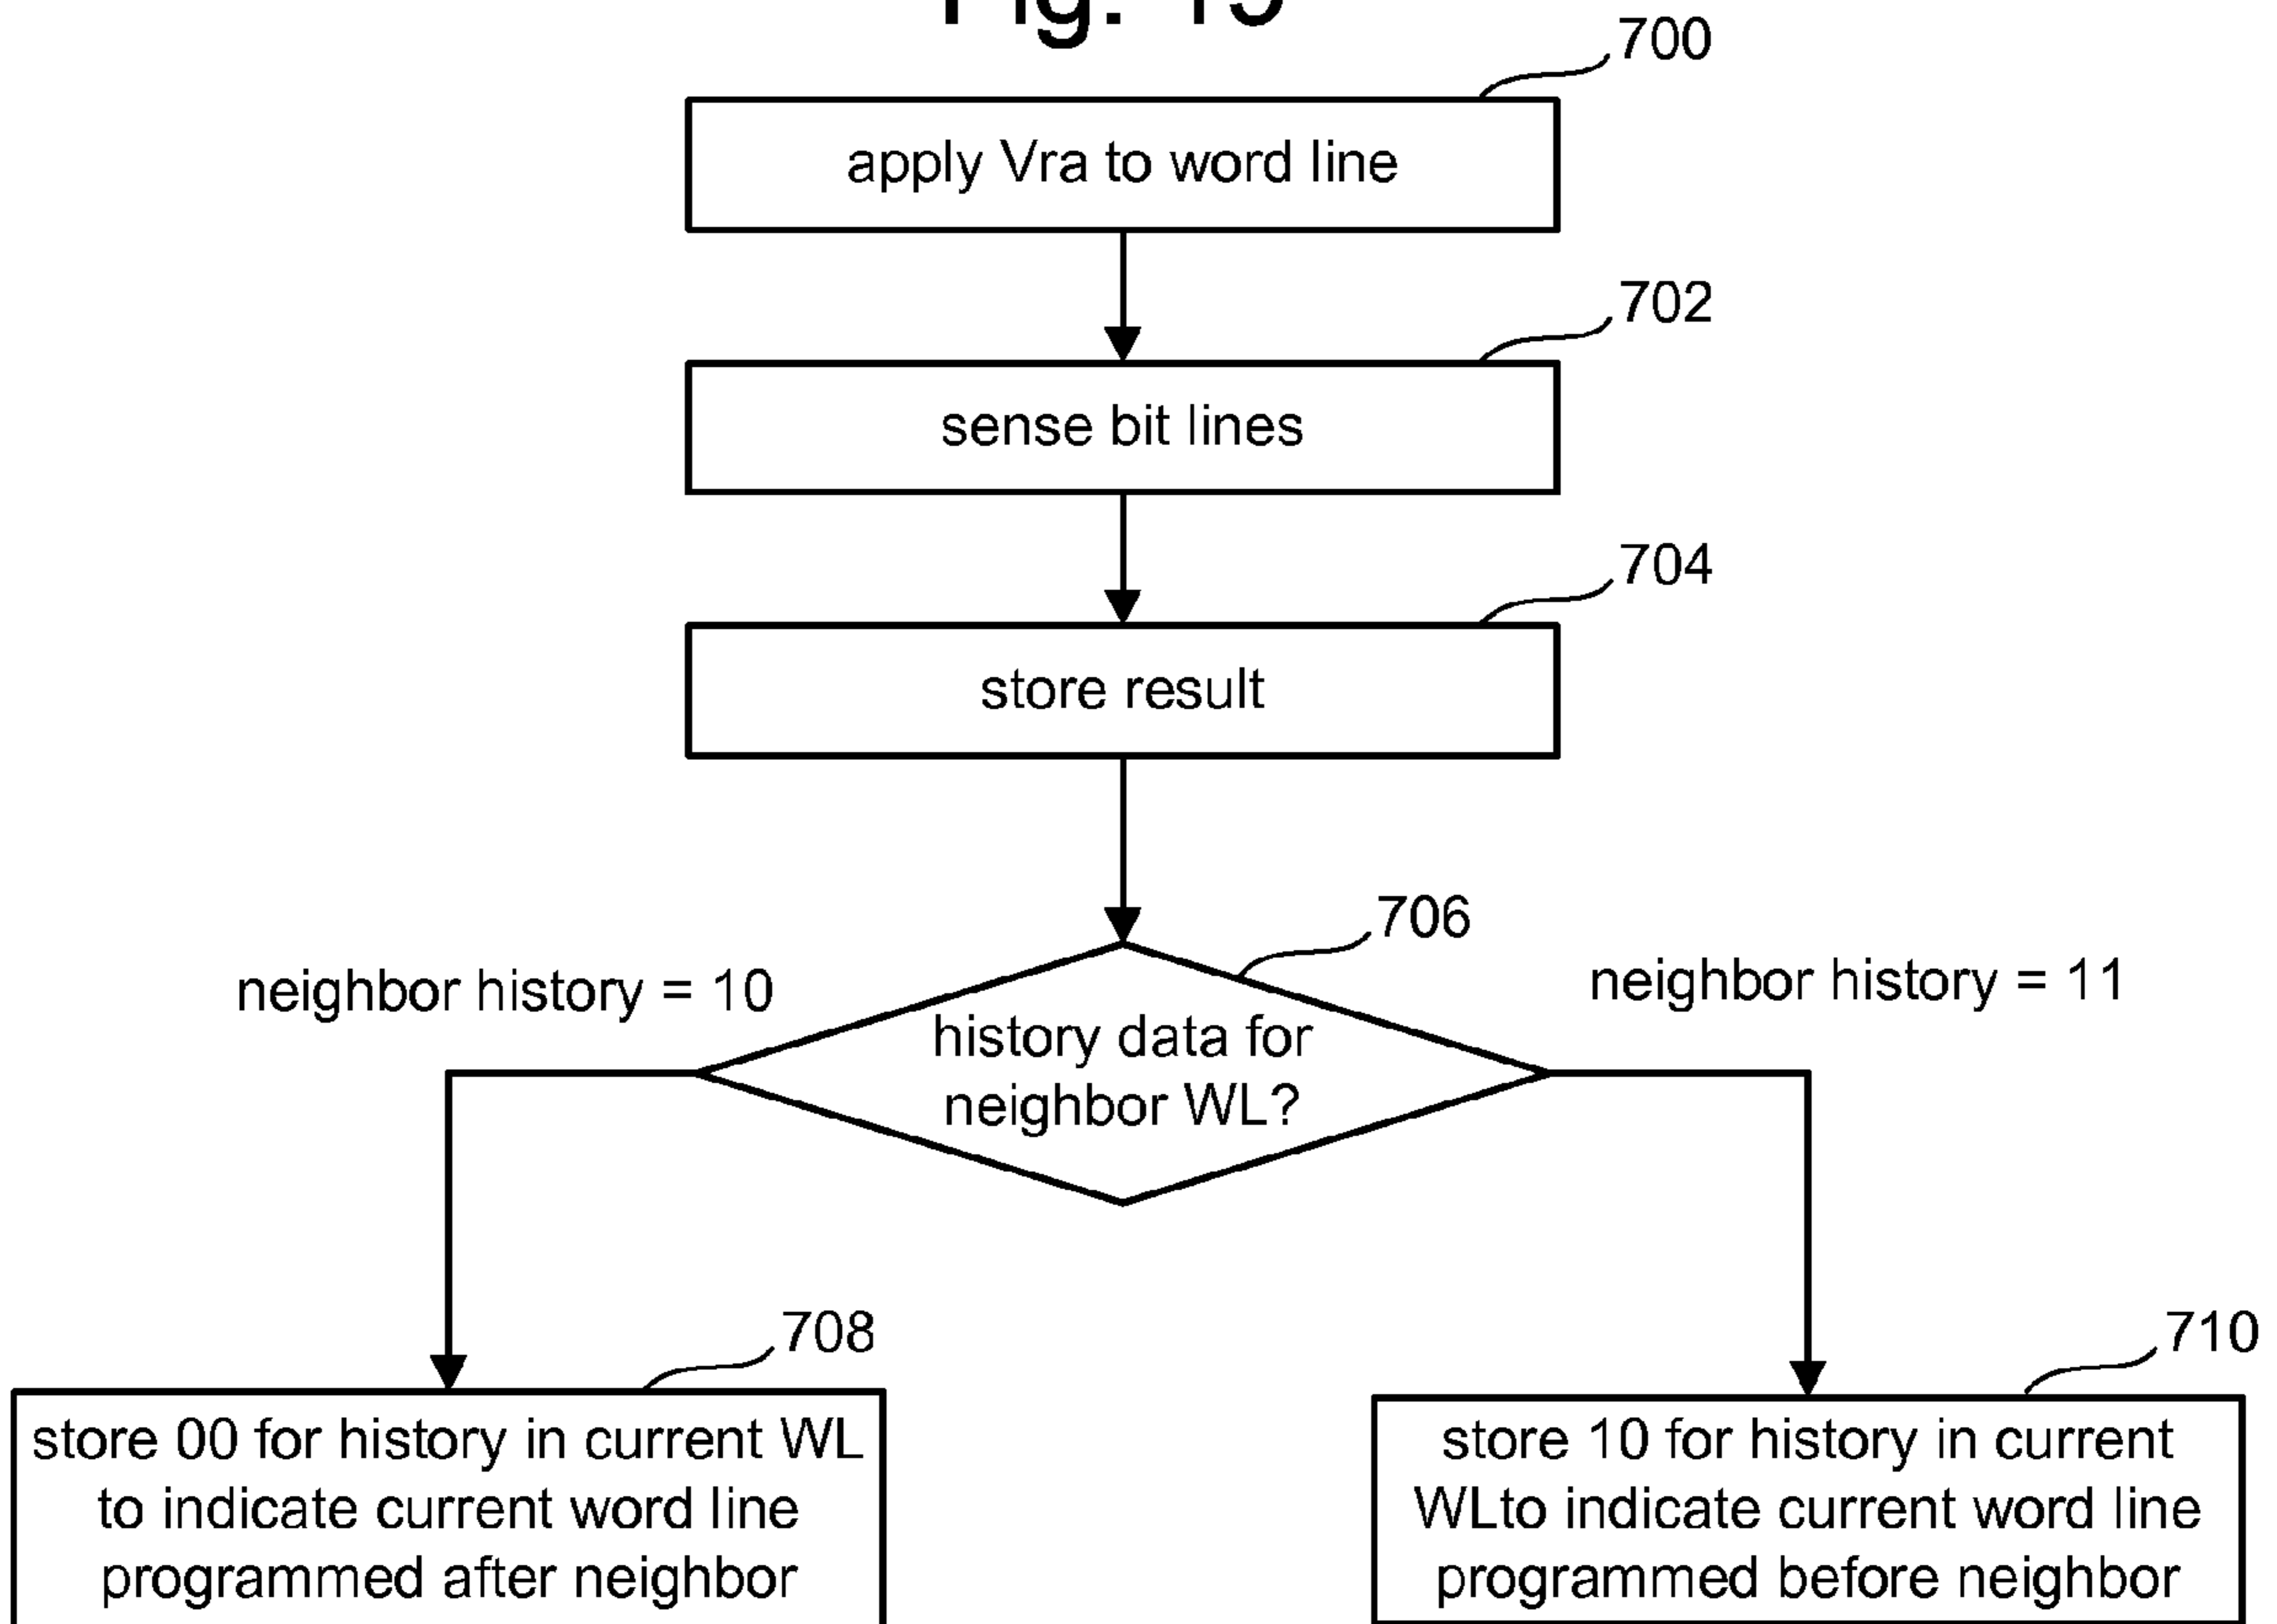 700
apply Vra to word line
702
sense bit lines
704
store result
706
neighbor history = 10
neighbor history = 11
history data for
neighbor WL?
708
710
store 00 for history in current WL
to indicate current word line
programmed after neighbor
store 10 for history in current
WLto indicate current word line
programmed before neighbor